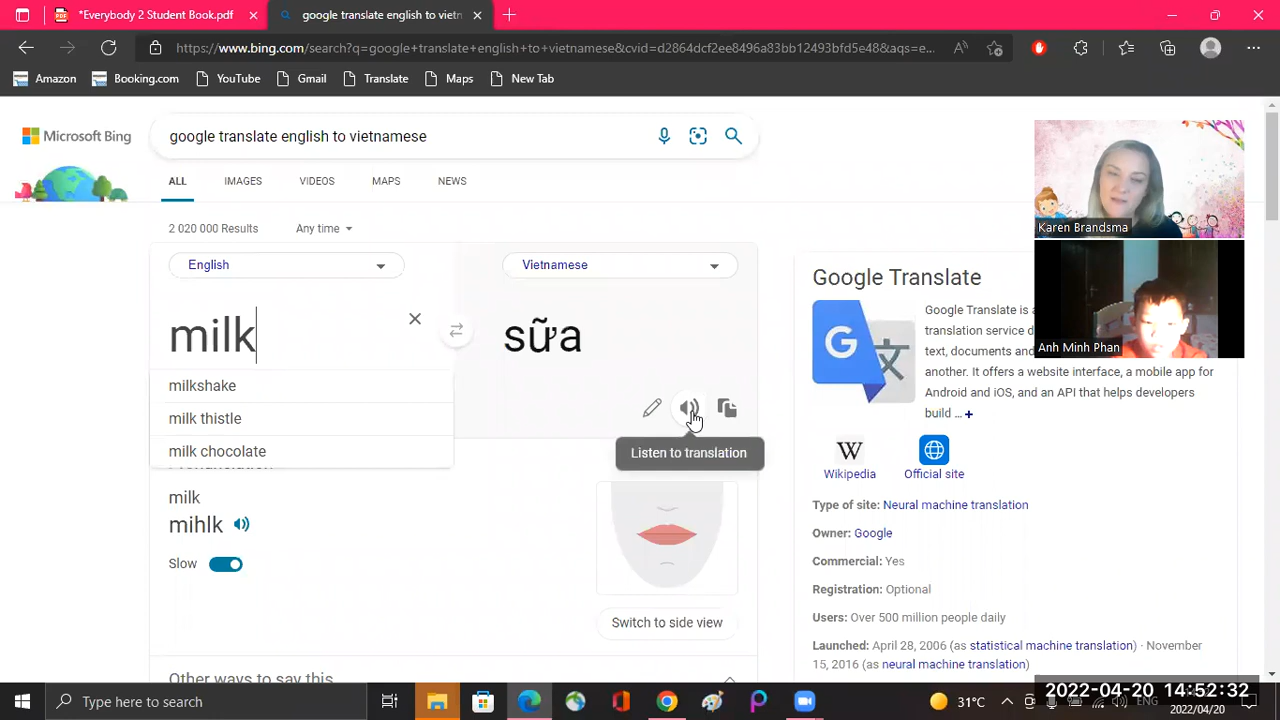 *Everybody 2 Student Book.pdf
google translate english to vietn
https://www.bing.com/search?q=google+translate+english+to+vietnamese&cvid=d2864dcf2ee8496a83bb12493bfd5e48&aqs=e...
Amazon
Booking.com
YouTube
Gmail
Translate
Maps
New Tab
Microsoft Bing
google translate english to vietnamese
ALL
IMAGES
VIDEOS
MAPS
NEWS
2 020 000 Results
Any time
English
Vietnamese
milk
sữa
milkshake
milk thistle
milk chocolate
Listen to translation
milk
mihlk
Slow
Switch to side view
Other ways to say this
Google Translate
Google Translate is a
translation service d
text, documents and
account. It offers a website interface, a mobile app for
Android and iOS, and an API that helps developers
build ... +
Wikipedia
Official site
Type of site: Neural machine translation
Owner: Google
Commercial: Yes
Registration: Optional
Users: Over 500 million people daily
Launched: April 28, 2006 (as statistical machine translation) · November
15, 2016 (as neural machine translation)
Karen Brandsma
Anh Minh Phan
Type here to search
31°C
ENG
2022-04-20 14:52:32
2022/04/20